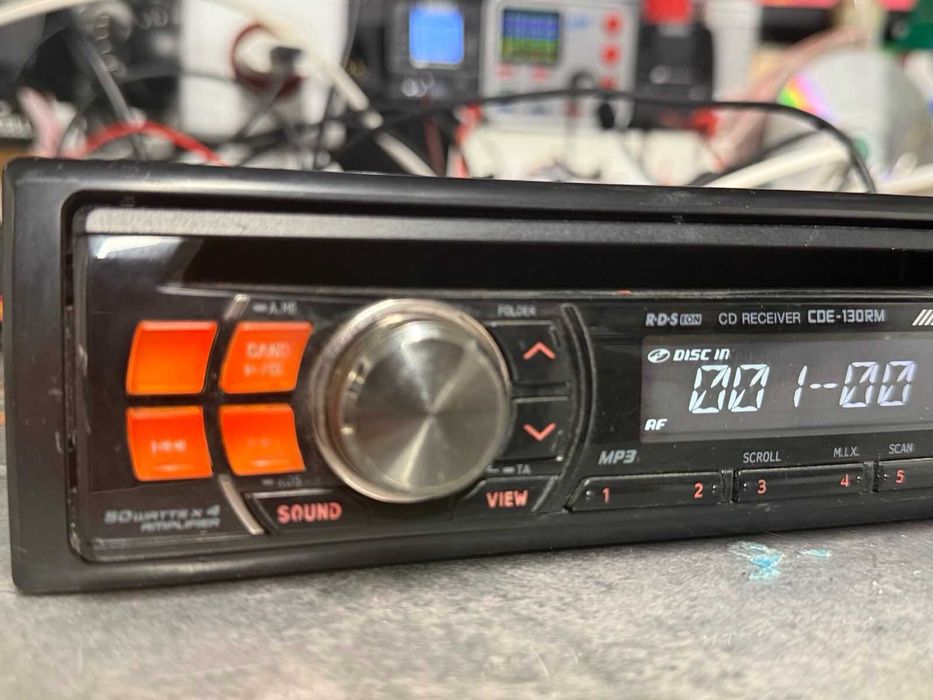 A.ME
FOLDER
R·D·S EON CD RECEIVER CDE-130RM
DISC IN
001--00
AF
BAND
TA
MP3
SCROLL M.I.X. SCAN
1 2 3 4 5
SOUND
VIEW
50WATTS X 4
AMPLIFIER